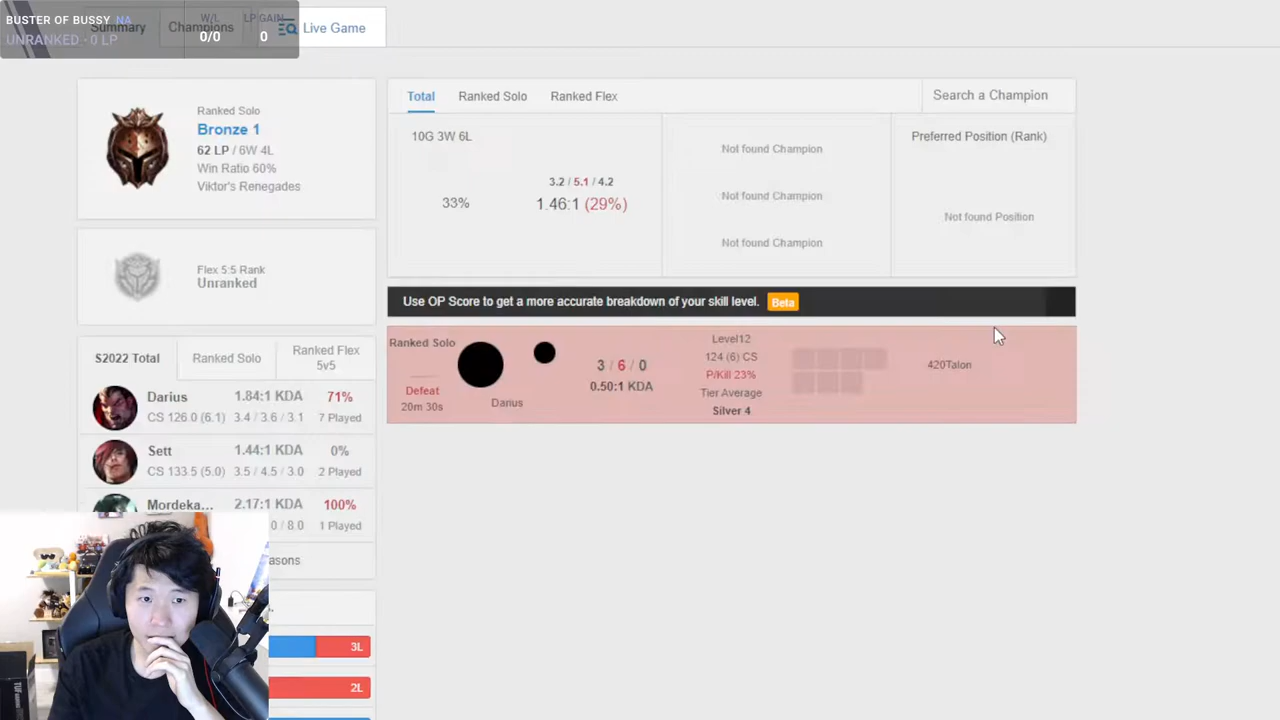 BUSTER OF BUSSY NA
UNRANKED - 0 LP
W/L
0/0
LP GAIN
0
Summary
Champions
Live Game
Ranked Solo
Bronze 1
62 LP / 6W 4L
Win Ratio 60%
Viktor's Renegades
Flex 5:5 Rank
Unranked
S2022 Total
Ranked Solo
Ranked Flex
5v5
Darius
CS 126.0 (6.1)
1.84:1 KDA
3.4 / 3.6 / 3.1
71%
7 Played
Sett
CS 133.5 (5.0)
1.44:1 KDA
3.5 / 4.5 / 3.0
0%
2 Played
Mordeka...
2.17:1 KDA
0 / 8.0
100%
1 Played
asons
3L
2L
Total
Ranked Solo
Ranked Flex
Search a Champion
10G 3W 6L
33%
3.2 / 5.1 / 4.2
1.46:1 (29%)
Not found Champion
Not found Champion
Not found Champion
Preferred Position (Rank)
Not found Position
Use OP Score to get a more accurate breakdown of your skill level.
Beta
Ranked Solo
Defeat
20m 30s
Darius
3 / 6 / 0
0.50:1 KDA
Level12
124 (6) CS
P/Kill 23%
Tier Average
Silver 4
420Talon